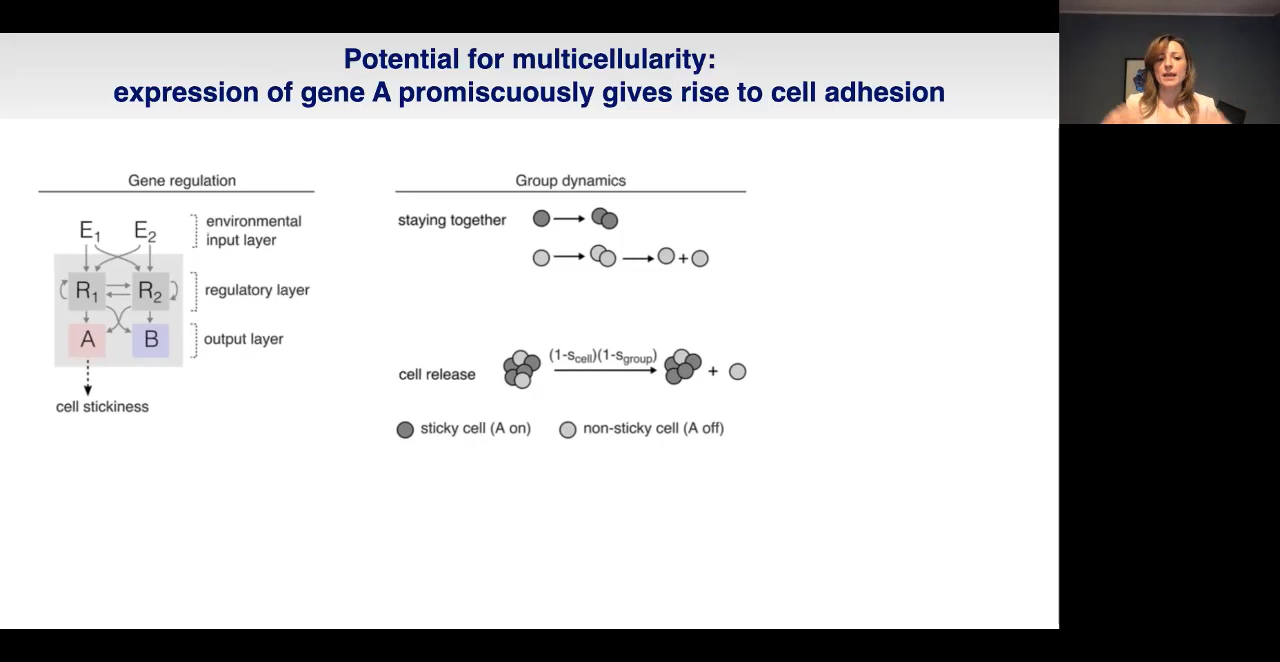 Potential for multicellularity:
expression of gene A promiscuously gives rise to cell adhesion
Gene regulation
E1 E2
environmental
input layer
R1 R2
regulatory layer
A B
output layer
cell stickiness
Group dynamics
staying together
+
cell release
(1-scell)(1-sgroup)
+
sticky cell (A on)
non-sticky cell (A off)